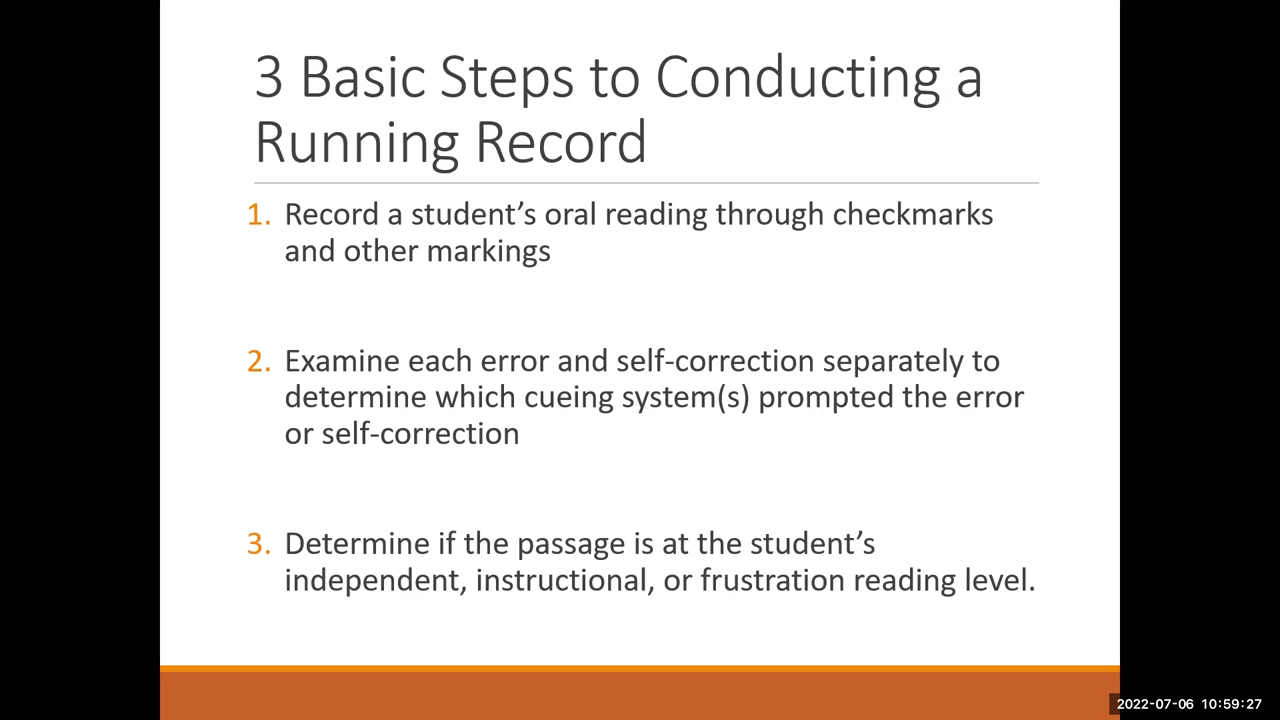 3 Basic Steps to Conducting a
Running Record
1. Record a student’s oral reading through checkmarks
and other markings
2. Examine each error and self-correction separately to
determine which cueing system(s) prompted the error
or self-correction
3. Determine if the passage is at the student’s
independent, instructional, or frustration reading level.
2022-07-06 10:59:27